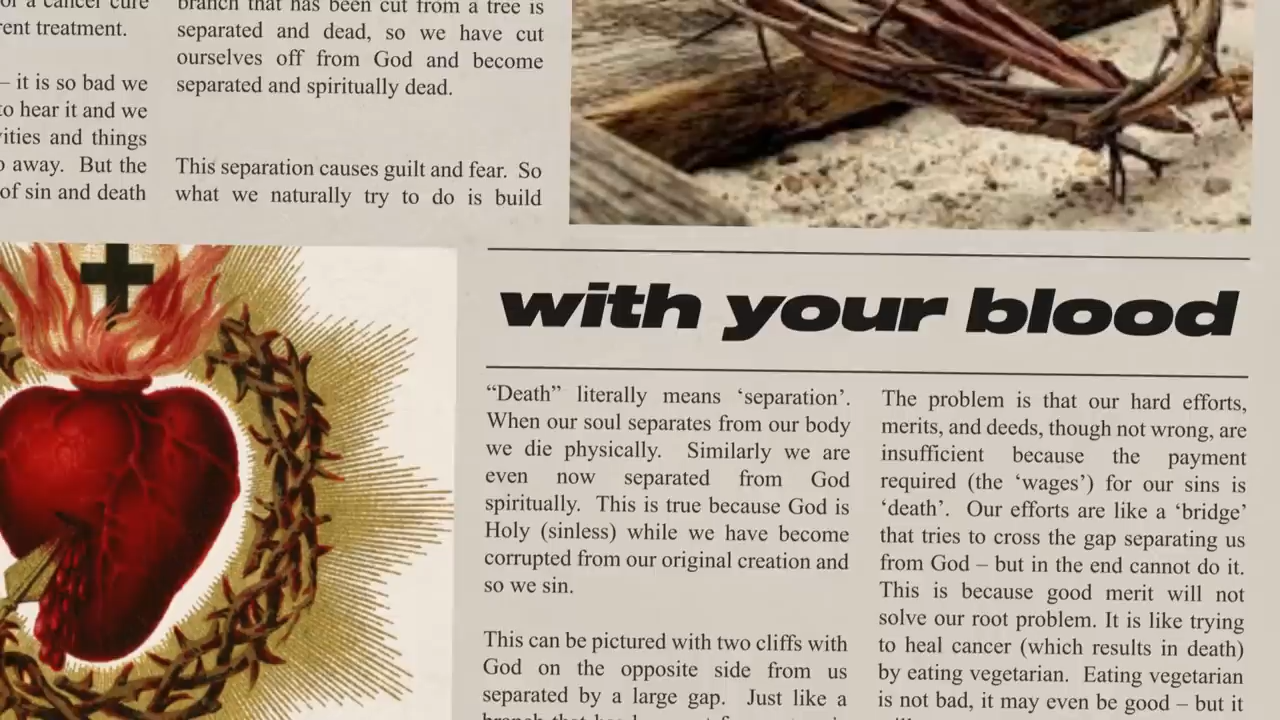 a cancer cure
rent treatment.
– it is so bad we
to hear it and we
vities and things
away. But the
of sin and death
branch that has been cut from a tree is
separated and dead, so we have cut
ourselves off from God and become
separated and spiritually dead.
This separation causes guilt and fear. So
what we naturally try to do is build
with your blood
“Death” literally means ‘separation’.
When our soul separates from our body
we die physically. Similarly we are
even now separated from God
spiritually. This is true because God is
Holy (sinless) while we have become
corrupted from our original creation and
so we sin.
This can be pictured with two cliffs with
God on the opposite side from us
separated by a large gap. Just like a
The problem is that our hard efforts,
merits, and deeds, though not wrong, are
insufficient because the payment
required (the ‘wages’) for our sins is
‘death’. Our efforts are like a ‘bridge’
that tries to cross the gap separating us
from God – but in the end cannot do it.
This is because good merit will not
solve our root problem. It is like trying
to heal cancer (which results in death)
by eating vegetarian. Eating vegetarian
is not bad, it may even be good – but it